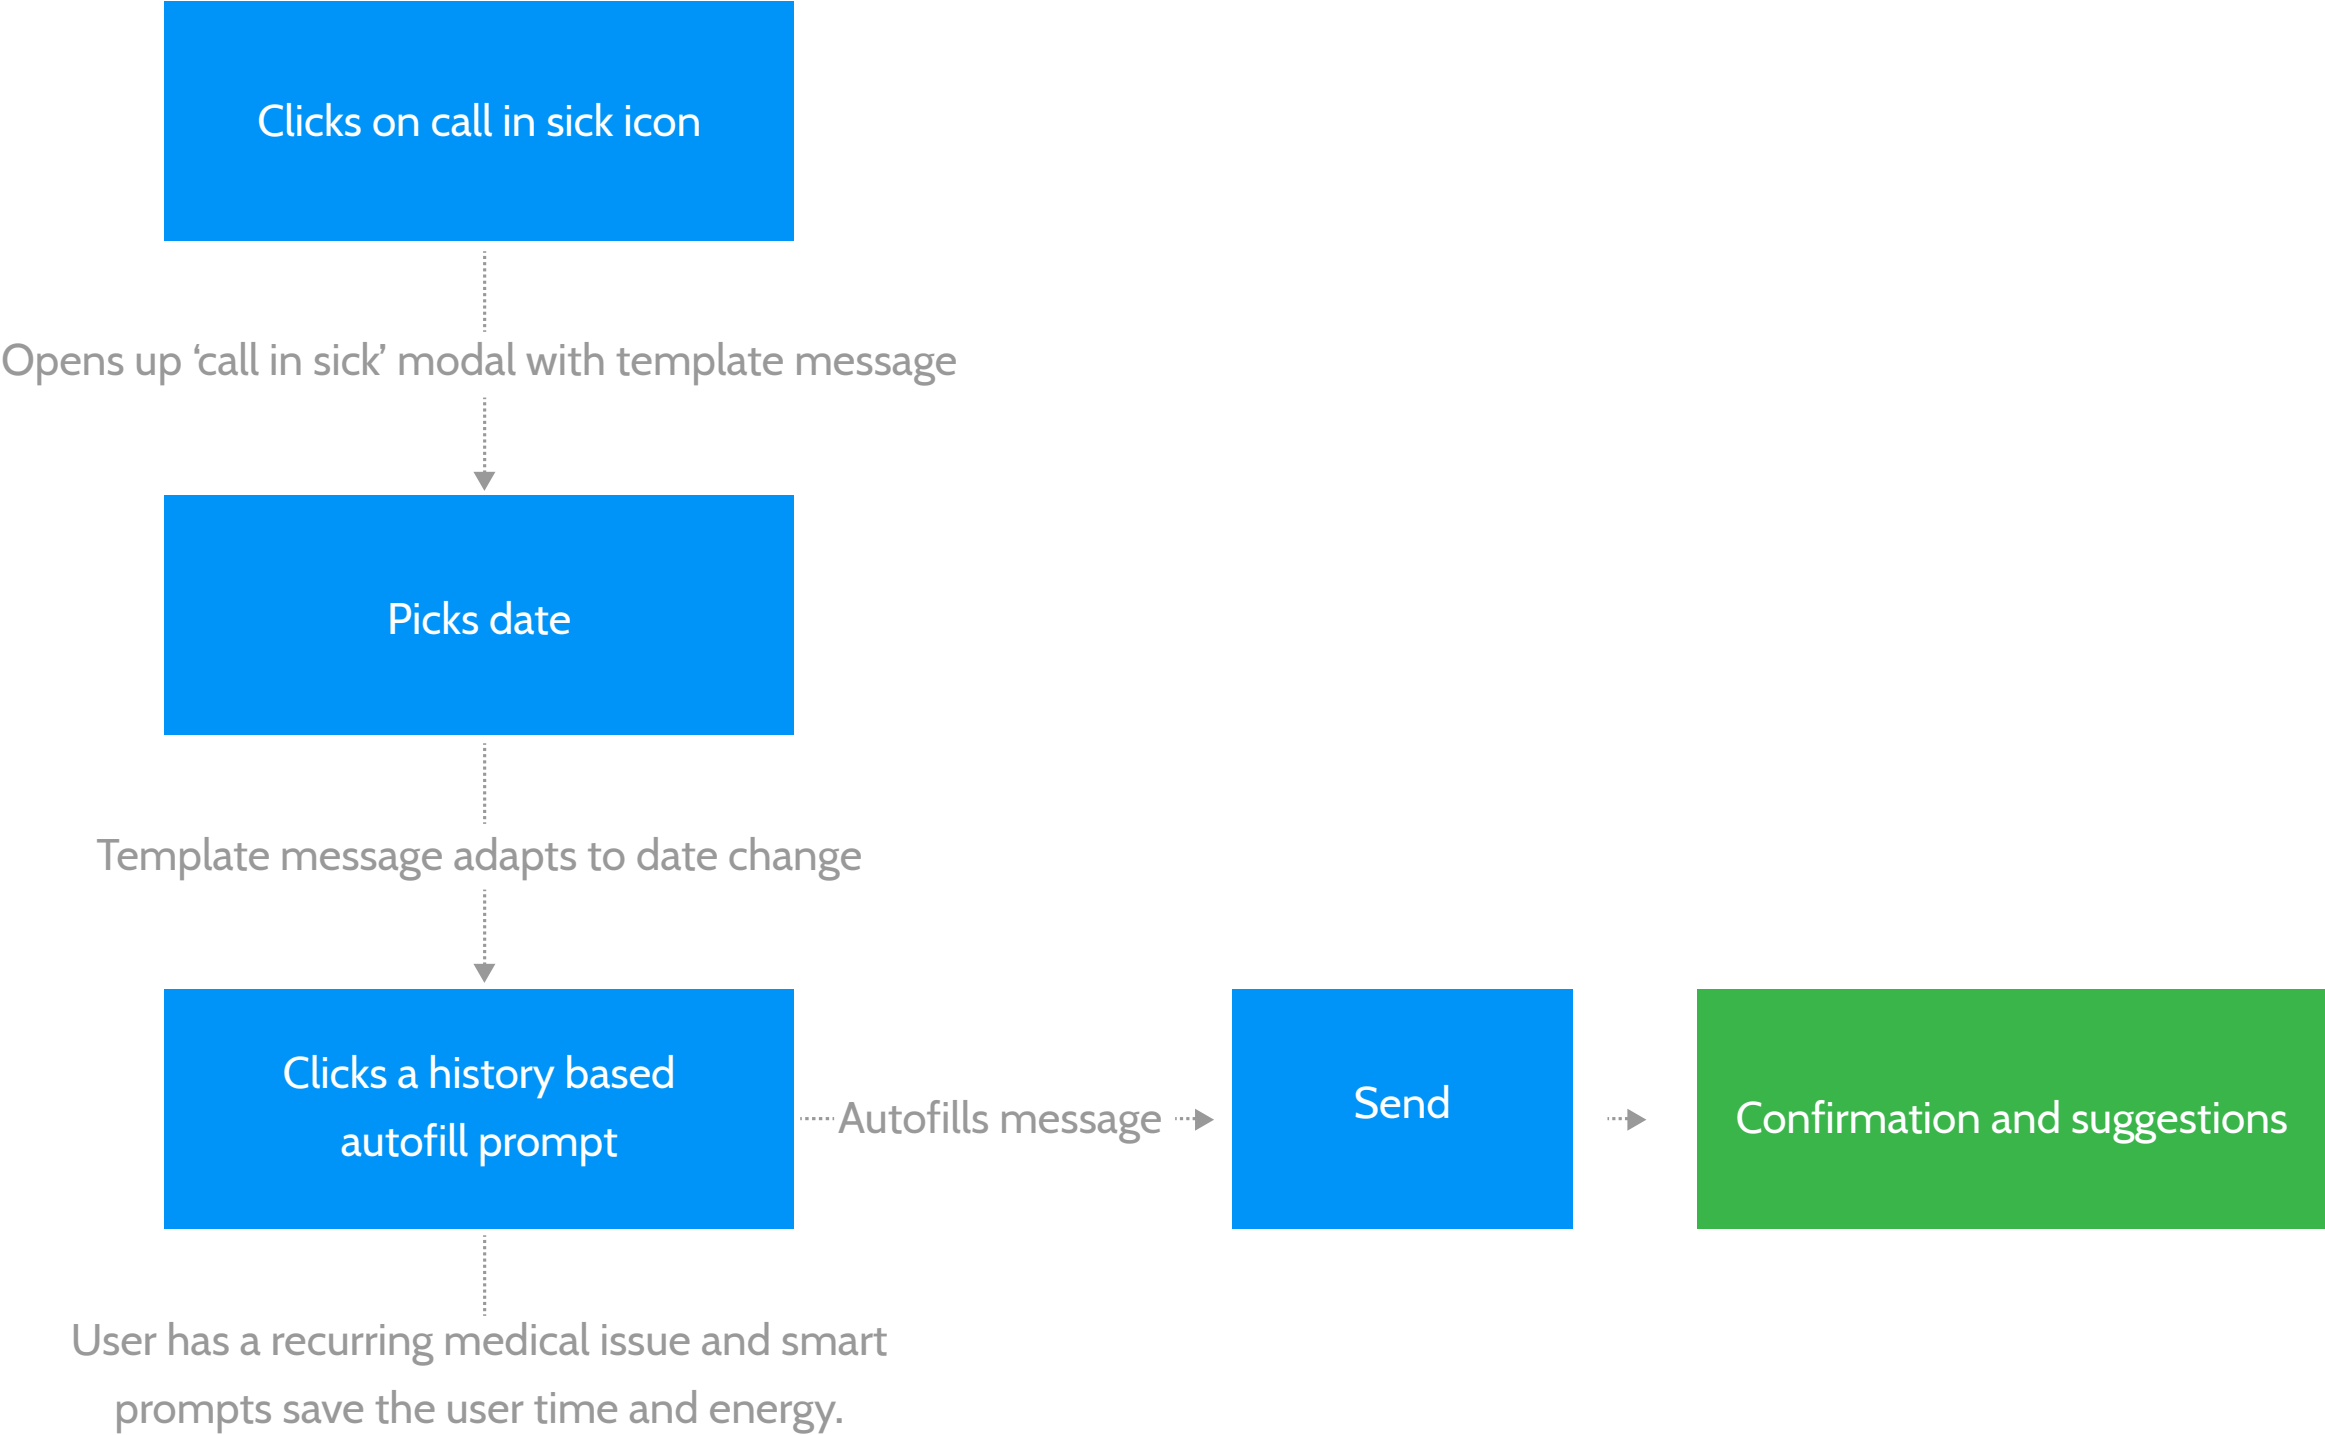 Clicks on call in sick icon
Opens up ‘call in sick’ modal with template message
Picks date
Template message adapts to date change
Clicks a history based
autofill prompt
Autofills message
Send
Confirmation and suggestions
User has a recurring medical issue and smart
prompts save the user time and energy.